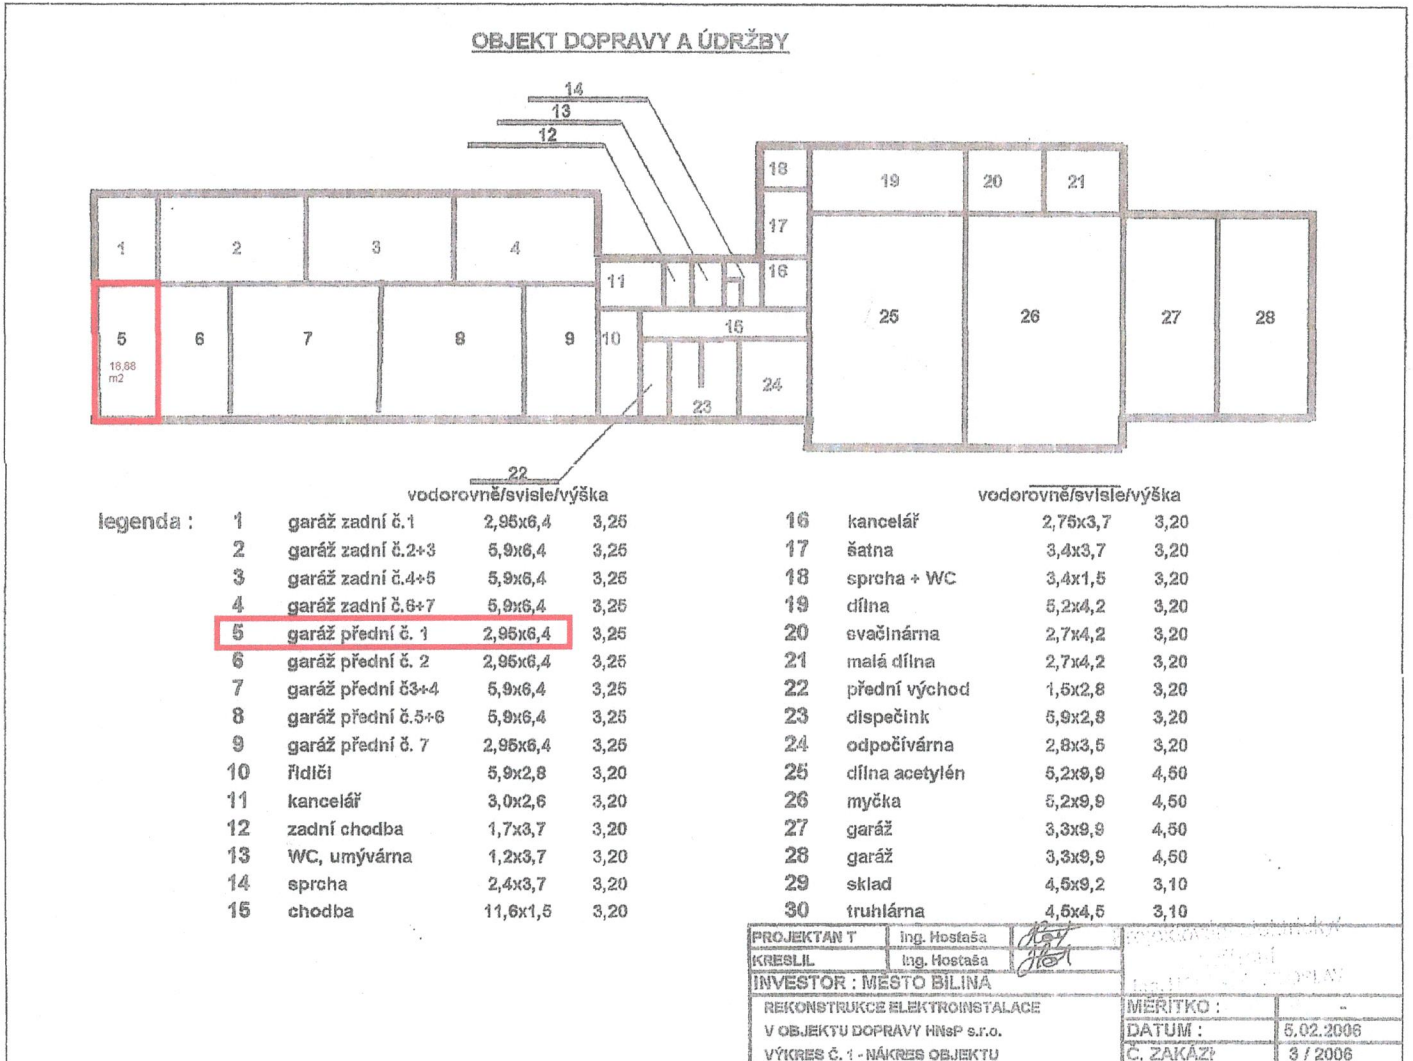 OBJEKT DOPRAVY A ÚDRŽBY
14
13
12
18
19
20
21
17
1
2
3
4
11
16
5
18,88
m2
6
7
8
9
10
16
25
26
27
28
24
23
22
vodorovně/svisle/výška
legenda :
1 garáž zadní č.1 2,95x6,4 3,25
2 garáž zadní č.2+3 5,9x6,4 3,25
3 garáž zadní č.4+5 5,9x6,4 3,25
4 garáž zadní č.6+7 5,9x6,4 3,25
5 garáž přední č. 1 2,95x6,4 3,25
6 garáž přední č. 2 2,95x6,4 3,25
7 garáž přední č3+4 5,9x6,4 3,25
8 garáž přední č.5+6 5,9x6,4 3,25
9 garáž přední č. 7 2,95x6,4 3,25
10 řidiči 5,9x2,8 3,20
11 kancelář 3,0x2,6 3,20
12 zadní chodba 1,7x3,7 3,20
13 WC, umývárna 1,2x3,7 3,20
14 sprcha 2,4x3,7 3,20
15 chodba 11,6x1,5 3,20
vodorovně/svisle/výška
16 kancelář 2,75x3,7 3,20
17 šatna 3,4x3,7 3,20
18 sprcha + WC 3,4x1,5 3,20
19 dílna 5,2x4,2 3,20
20 svačinárna 2,7x4,2 3,20
21 malá dílna 2,7x4,2 3,20
22 přední východ 1,5x2,8 3,20
23 dispečink 5,9x2,8 3,20
24 odpočívárna 2,8x3,5 3,20
25 dílna acetylén 5,2x9,9 4,50
26 myčka 5,2x9,9 4,50
27 garáž 3,3x9,9 4,50
28 garáž 3,3x9,9 4,50
29 sklad 4,5x9,2 3,10
30 truhlárna 4,5x4,5 3,10
PROJEKTAN T Ing. Hostaša
KRESLIL Ing. Hostaša
INVESTOR : MĚSTO BÍLINA
REKONSTRUKCE ELEKTROINSTALACE
V OBJEKTU DOPRAVY HNsP s.r.o.
VÝKRES Č. 1 - NÁKRES OBJEKTU
MĚŘÍTKO : -
DATUM : 5.02.2006
Č. ZAKÁZ: 3 / 2006